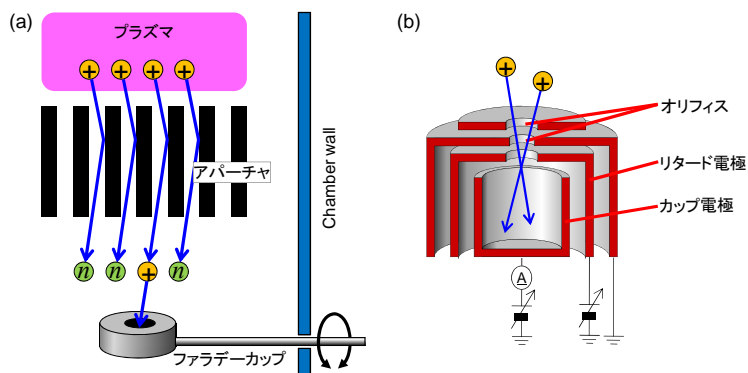 (a)
プラズマ
+ + + +
アパーチャ
n n + n
ファラデーカップ
Chamber wall
(b)
+
+
オリフィス
リタード電極
カップ電極
A